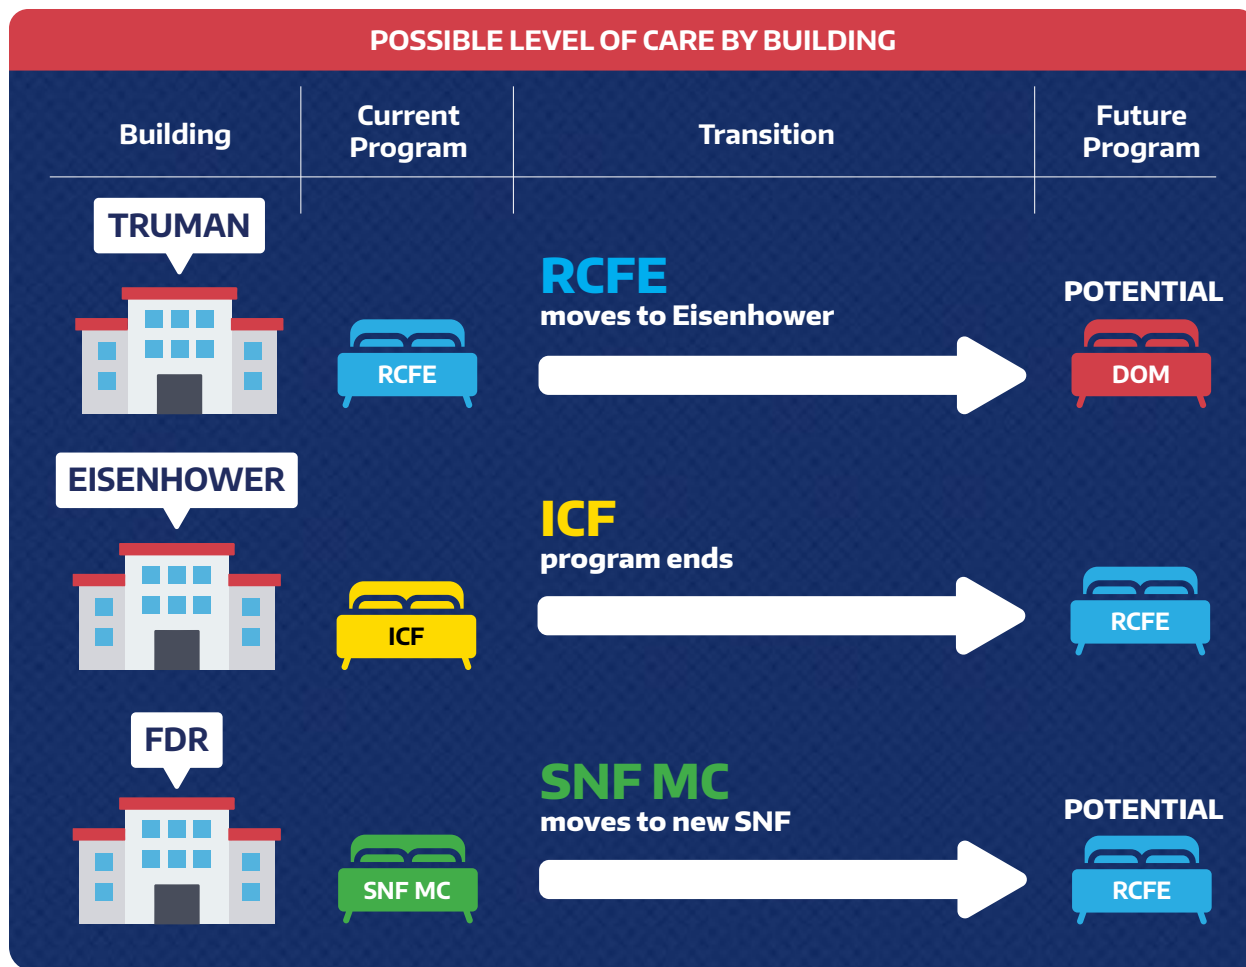 POSSIBLE LEVEL OF CARE BY BUILDING
Building
Current
Program
Transition
Future
Program
TRUMAN
RCFE
RCFE
moves to Eisenhower
POTENTIAL
DOM
EISENHOWER
ICF
ICF
program ends
RCFE
FDR
SNF MC
SNF MC
moves to new SNF
POTENTIAL
RCFE